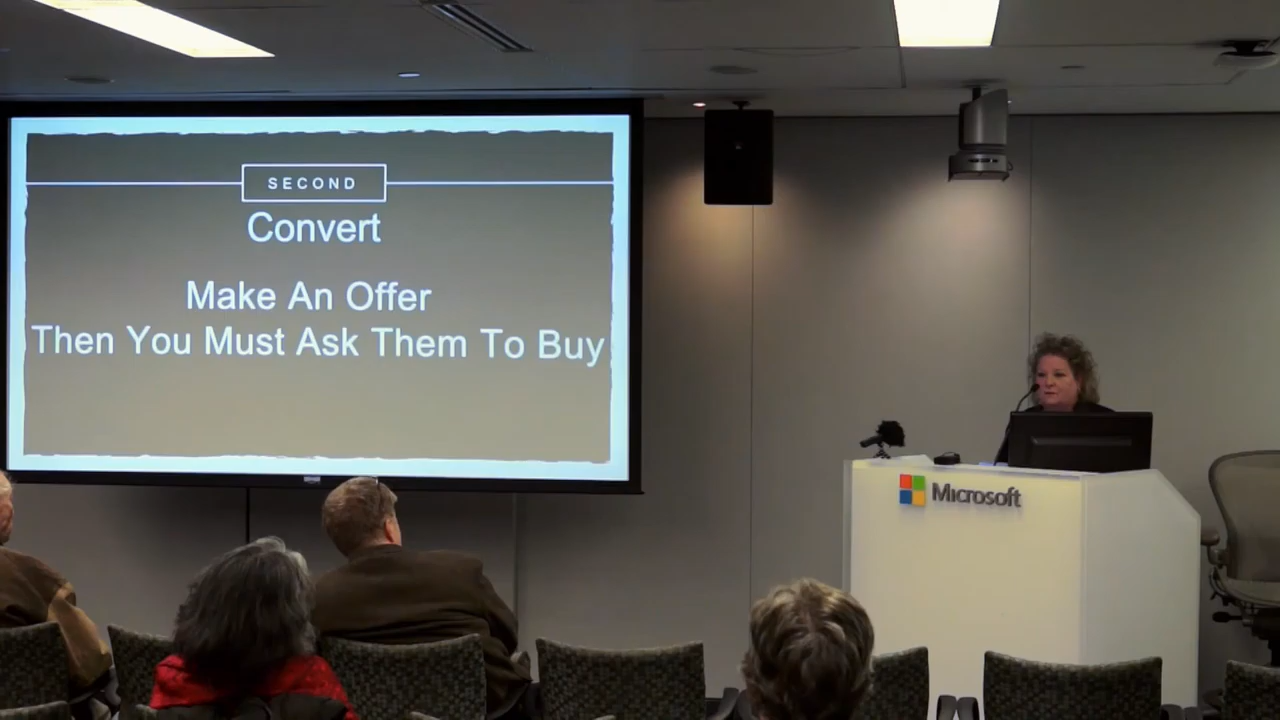 SECOND
Convert
Make An Offer
Then You Must Ask Them To Buy
Microsoft